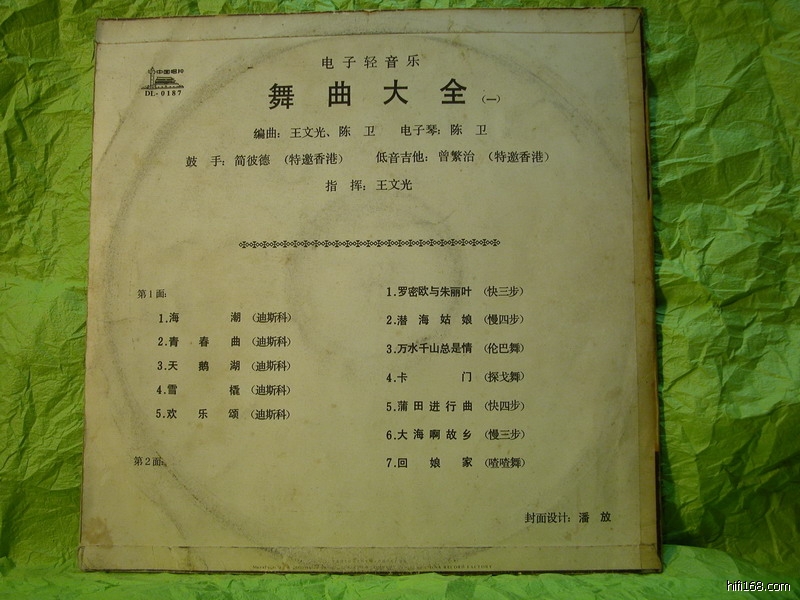 中国唱片
DL-0187
电子轻音乐
舞曲大全(一)
编曲：王文光、陈卫 电子琴：陈卫
鼓手：简彼德（特邀香港） 低音吉他：曾繁治（特邀香港）
指挥：王文光
第1面:
1.海潮（迪斯科）
2.青春曲（迪斯科）
3.天鹅湖（迪斯科）
4.雪橇（迪斯科）
5.欢乐颂（迪斯科）
第2面:
1.罗密欧与朱丽叶（快三步）
2.潜海姑娘（慢四步）
3.万水千山总是情（伦巴舞）
4.卡门（探戈舞）
5.蒲田进行曲（快四步）
6.大海啊故乡（慢三步）
7.回娘家（喳喳舞）
封面设计：潘放
RECORD FACTORY
hifi168.com